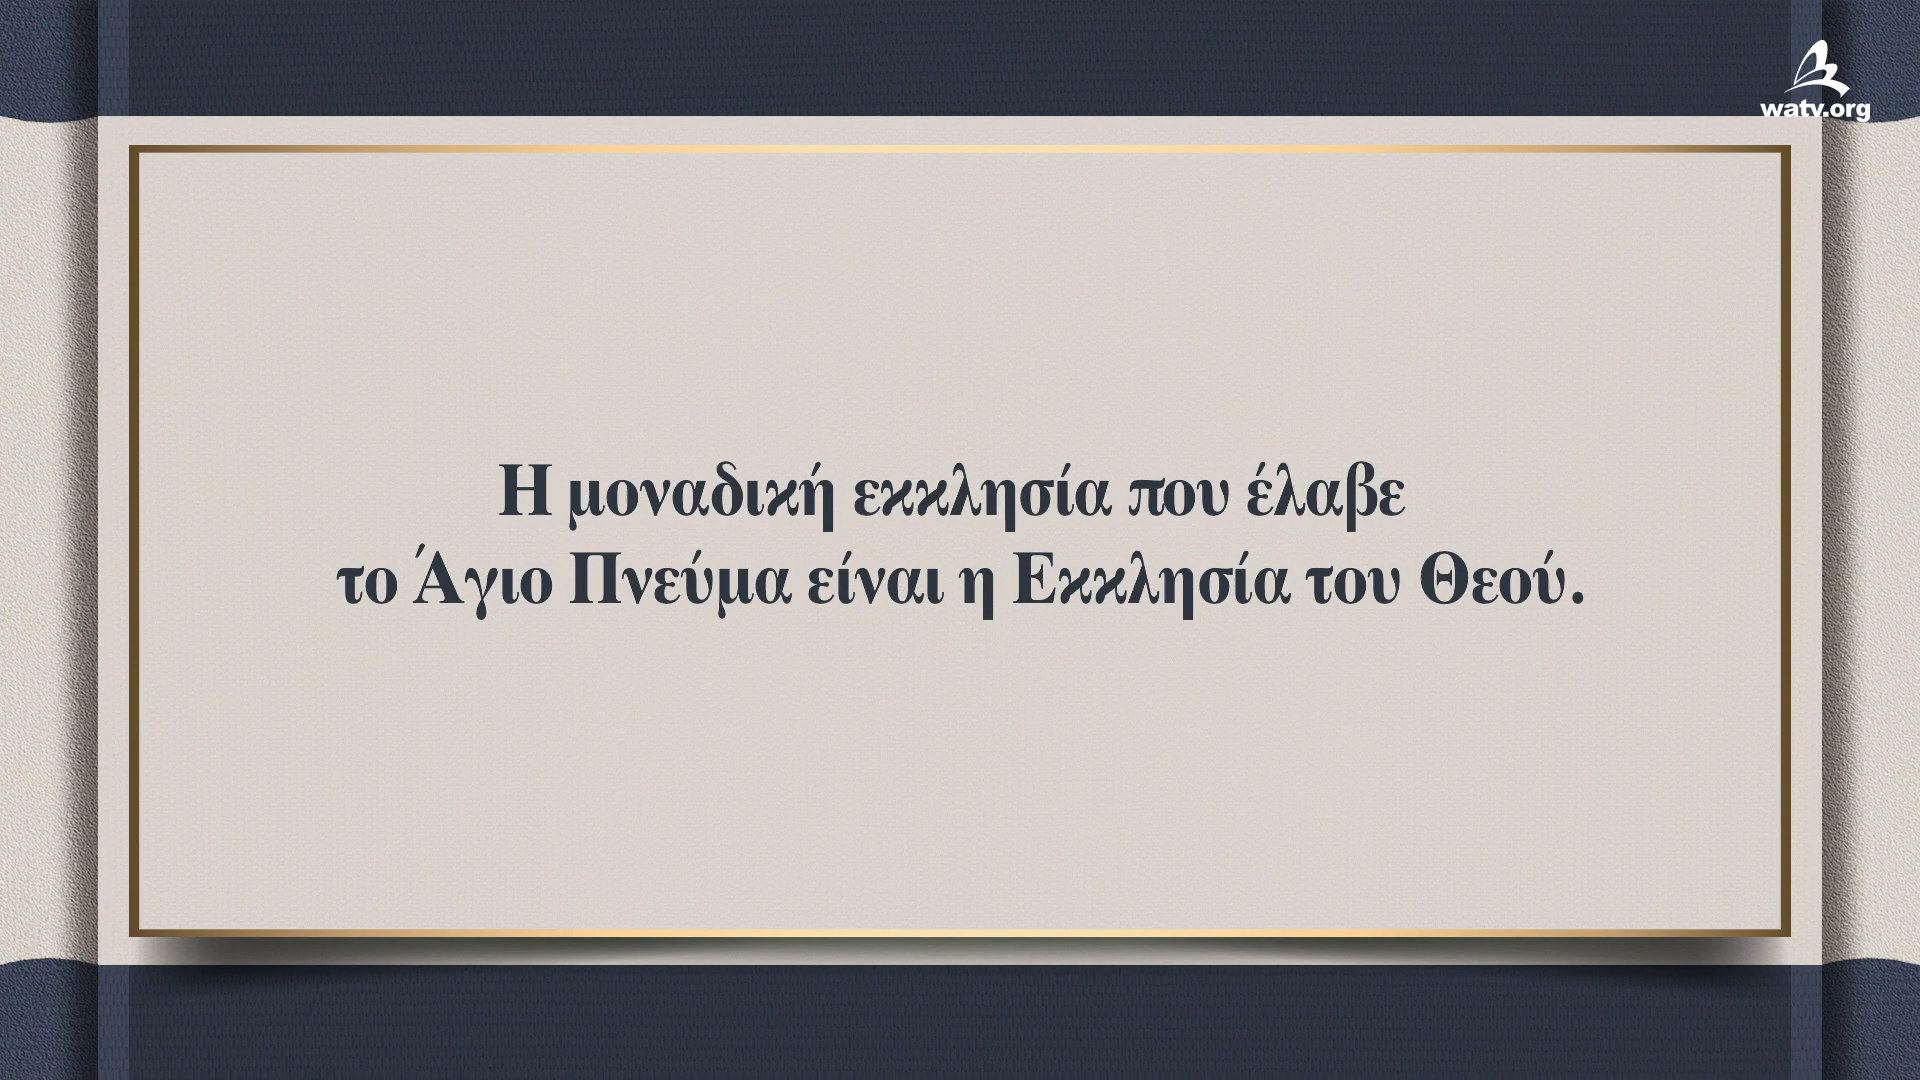 watv.org
Η μοναδική εκκλησία που έλαβε
το Άγιο Πνεύμα είναι η Εκκλησία του Θεού.